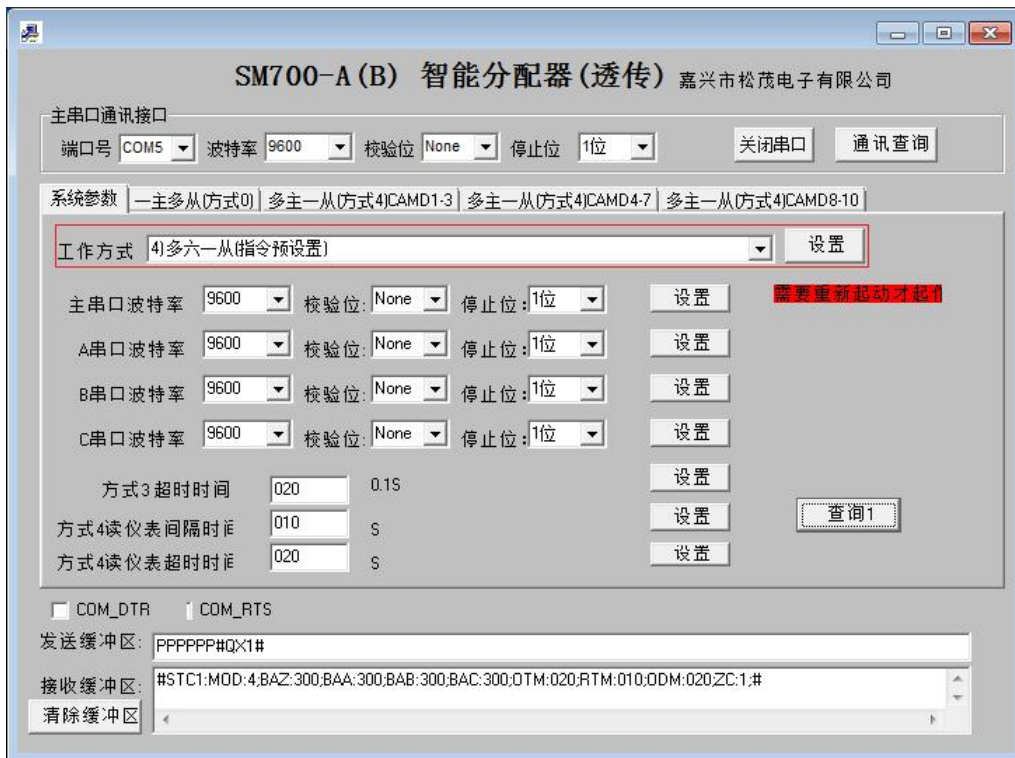 SM700-A(B) 智能分配器(透传) 嘉兴市松茂电子有限公司
主串口通讯接口
端口号 COM5 波特率 9600 校验位 None 停止位 1位 关闭串口 通讯查询
系统参数 一主多从(方式0) 多主一从(方式4)CAMD1-3 多主一从(方式4)CAMD4-7 多主一从(方式4)CAMD8-10
工作方式 4)多六一从(指令预设置) 设置
主串口波特率 9600 校验位: None 停止位: 1位 设置 需要重新起动才起作
A串口波特率 9600 校验位: None 停止位: 1位 设置
B串口波特率 9600 校验位: None 停止位: 1位 设置
C串口波特率 9600 校验位: None 停止位: 1位 设置
方式3超时时间 020 0.1S 设置
方式4读仪表间隔时间 010 S 设置 查询1
方式4读仪表超时时间 020 S 设置
COM_DTR COM_RTS
发送缓冲区: PPPPPP#QX1#
接收缓冲区: #STC1:MOD:4;BAZ:300;BAA:300;BAB:300;BAC:300;OTM:020;RTM:010;ODM:020;ZC:1;#
清除缓冲区